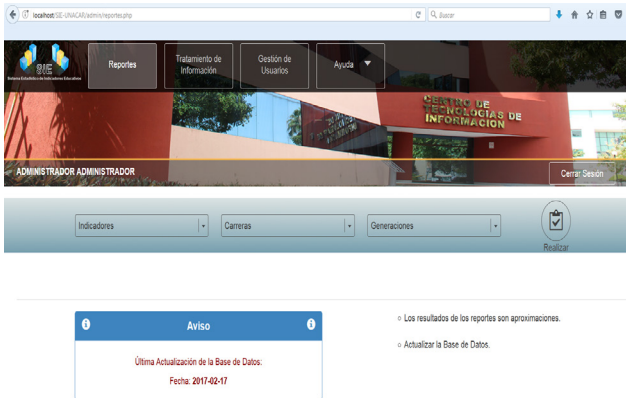 localhost/SIE-UNACAR/admin/reportes.php
Buscar
SIE
Sistema Estadístico de Indicadores Educativos
Reportes
Tratamiento de Información
Gestión de Usuarios
Ayuda
CENTRO DE
TECNOLOGÍAS DE
INFORMACIÓN
ADMINISTRADOR ADMINISTRADOR
Cerrar Sesión
Indicadores
Carreras
Generaciones
Realizar
Aviso
Última Actualización de la Base de Datos:
Fecha: 2017-02-17
Los resultados de los reportes son aproximaciones.
Actualizar la Base de Datos.